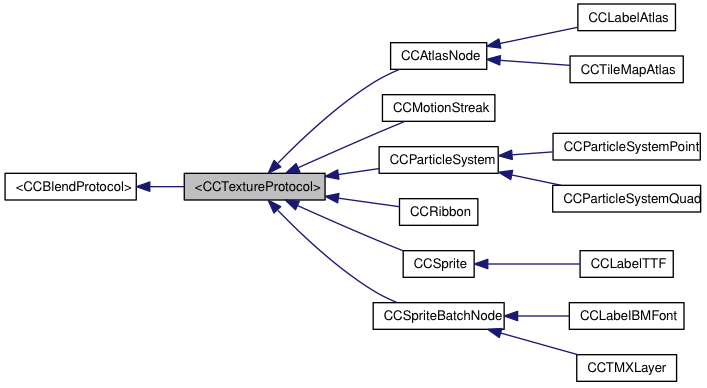 CCLabelAtlas
CCAtlasNode
CCTileMapAtlas
CCMotionStreak
CCParticleSystemPoint
CCParticleSystem
<CCBlendProtocol>
<CCTextureProtocol>
CCParticleSystemQuad
CCRibbon
CCSprite
CCLabelTTF
CCSpriteBatchNode
CCLabelBMFont
CCTMXLayer